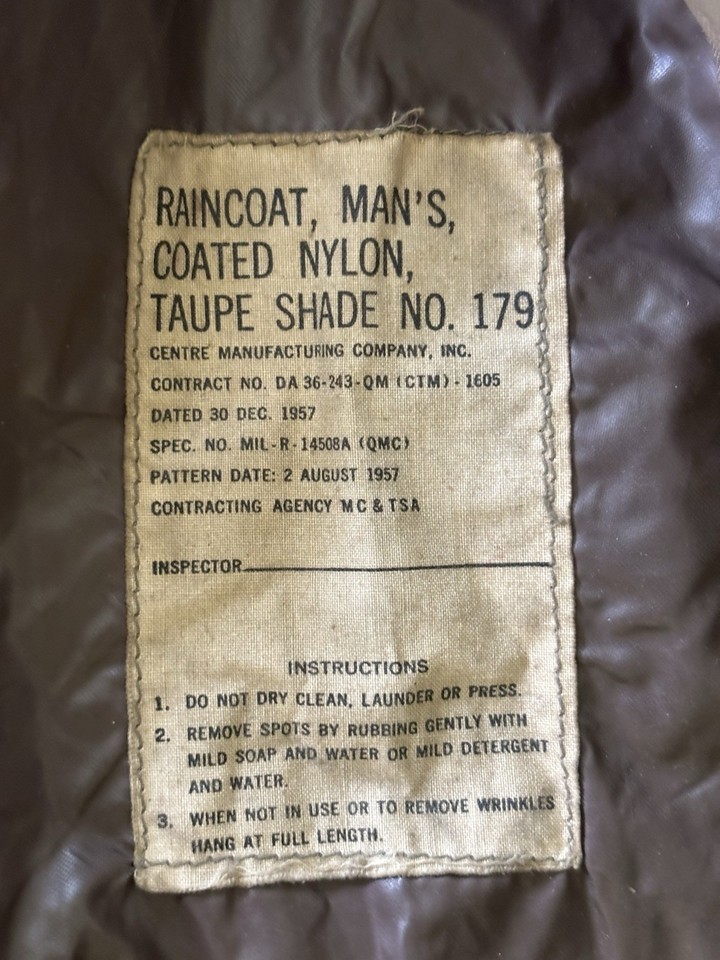 RAINCOAT, MAN'S,
COATED NYLON,
TAUPE SHADE NO. 179
CENTRE MANUFACTURING COMPANY, INC.
CONTRACT NO. DA 36-243-QM (CTM) - 1605
DATED 30 DEC. 1957
SPEC. NO. MIL-R-14508A (QMC)
PATTERN DATE: 2 AUGUST 1957
CONTRACTING AGENCY MC & TSA
INSPECTOR
INSTRUCTIONS
1. DO NOT DRY CLEAN, LAUNDER OR PRESS.
2. REMOVE SPOTS BY RUBBING GENTLY WITH
MILD SOAP AND WATER OR MILD DETERGENT
AND WATER.
3. WHEN NOT IN USE OR TO REMOVE WRINKLES
HANG AT FULL LENGTH.